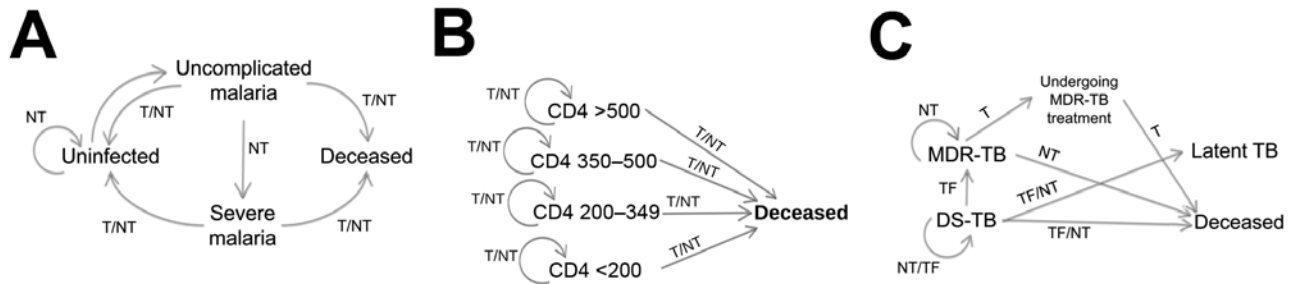 A
Uncomplicated
malaria
NT
T/NT
T/NT
Uninfected
NT
Deceased
T/NT
Severe
malaria
T/NT
B
T/NT
CD4 >500
T/NT
T/NT
CD4 350–500
T/NT
T/NT
CD4 200–349
T/NT
Deceased
T/NT
CD4 <200
T/NT
C
Undergoing
MDR-TB
treatment
NT
T
T
MDR-TB
NT
Latent TB
TF
TF/NT
DS-TB
TF/NT
Deceased
NT/TF